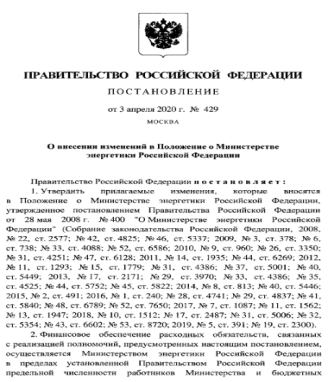 ПРАВИТЕЛЬСТВО РОССИЙСКОЙ ФЕДЕРАЦИИ
ПОСТАНОВЛЕНИЕ
от 3 апреля 2020 г. № 429
МОСКВА
О внесении изменений в Положение о Министерстве
энергетики Российской Федерации
Правительство Российской Федерации постановляет:
1. Утвердить прилагаемые изменения, которые вносятся
в Положение о Министерстве энергетики Российской Федерации,
утвержденное постановлением Правительства Российской Федерации
от 28 мая 2008 г. № 400 "О Министерстве энергетики Российской
Федерации" (Собрание законодательства Российской Федерации, 2008,
№ 22, ст. 2577; № 42, ст. 4825; № 46, ст. 5337; 2009, № 3, ст. 378; № 6,
ст. 738; № 33, ст. 4088; № 52, ст. 6586; 2010, № 9, ст. 960; № 26, ст. 3350;
№ 31, ст. 4251; № 47, ст. 6128; 2011, № 14, ст. 1935; № 44, ст. 6269; 2012,
№ 11, ст. 1293; № 15, ст. 1779; № 31, ст. 4386; № 37, ст. 5001; № 40,
ст. 5449; 2013, № 17, ст. 2171; № 29, ст. 3970; № 33, ст. 4386; № 35,
ст. 4525; № 44, ст. 5752; № 45, ст. 5822; 2014, № 8, ст. 813; № 40, ст. 5446;
2015, № 2, ст. 491; 2016, № 1, ст. 240; № 28, ст. 4741; № 29, ст. 4837; № 41,
ст. 5840; № 48, ст. 6789; № 52, ст. 7650; 2017, № 7, ст. 1087; № 11, ст. 1562;
№ 13, ст. 1947; 2018, № 10, ст. 1512; № 17, ст. 2487; № 31, ст. 5006; № 32,
ст. 5354; № 43, ст. 6602; № 53, ст. 8720; 2019, № 5, ст. 391; № 19, ст. 2300).
2. Финансовое обеспечение расходных обязательств, связанных
с реализацией полномочий, предусмотренных настоящим постановлением,
осуществляется Министерством энергетики Российской Федерации
в пределах установленной Правительством Российской Федерации
предельной численности работников Министерства и бюджетных